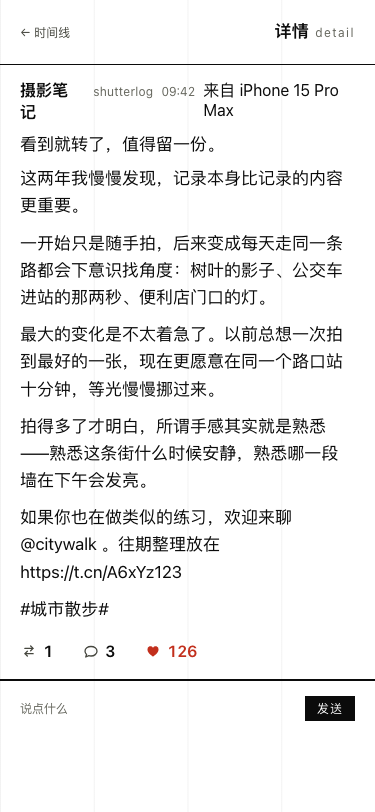 ← 时间线
详情 detail
摄影笔记 shutterlog 09:42 来自 iPhone 15 Pro Max
看到就转了，值得留一份。
这两年我慢慢发现，记录本身比记录的内容
更重要。
一开始只是随手拍，后来变成每天走同一条
路都会下意识找角度：树叶的影子、公交车
进站的那两秒、便利店门口的灯。
最大的变化是不太着急了。以前总想一次拍
到最好的一张，现在更愿意在同一个路口站
十分钟，等光慢慢挪过来。
拍得多了才明白，所谓手感其实就是熟悉
——熟悉这条街什么时候安静，熟悉哪一段
墙在下午会发亮。
如果你也在做类似的练习，欢迎来聊
@citywalk 。往期整理放在
https://t.cn/A6xYz123
#城市散步#
1 3 126
说点什么
发送